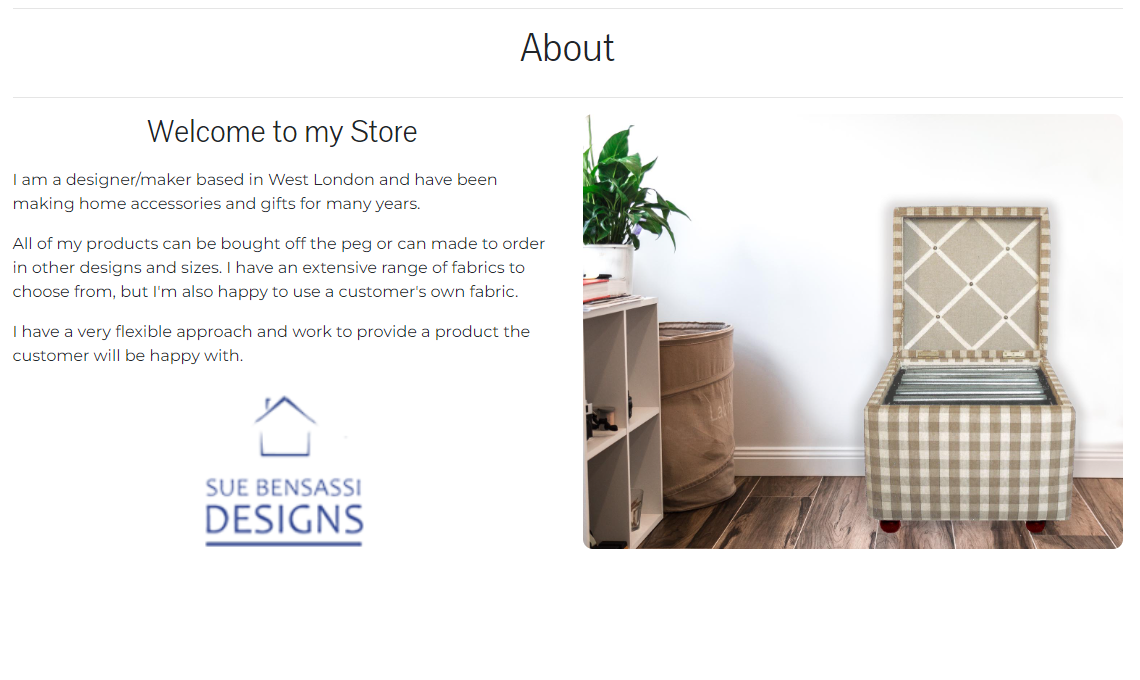 About
Welcome to my Store
I am a designer/maker based in West London and have been
making home accessories and gifts for many years.
All of my products can be bought off the peg or can made to order
in other designs and sizes. I have an extensive range of fabrics to
choose from, but I'm also happy to use a customer's own fabric.
I have a very flexible approach and work to provide a product the
customer will be happy with.
SUE BENSASSI
DESIGNS